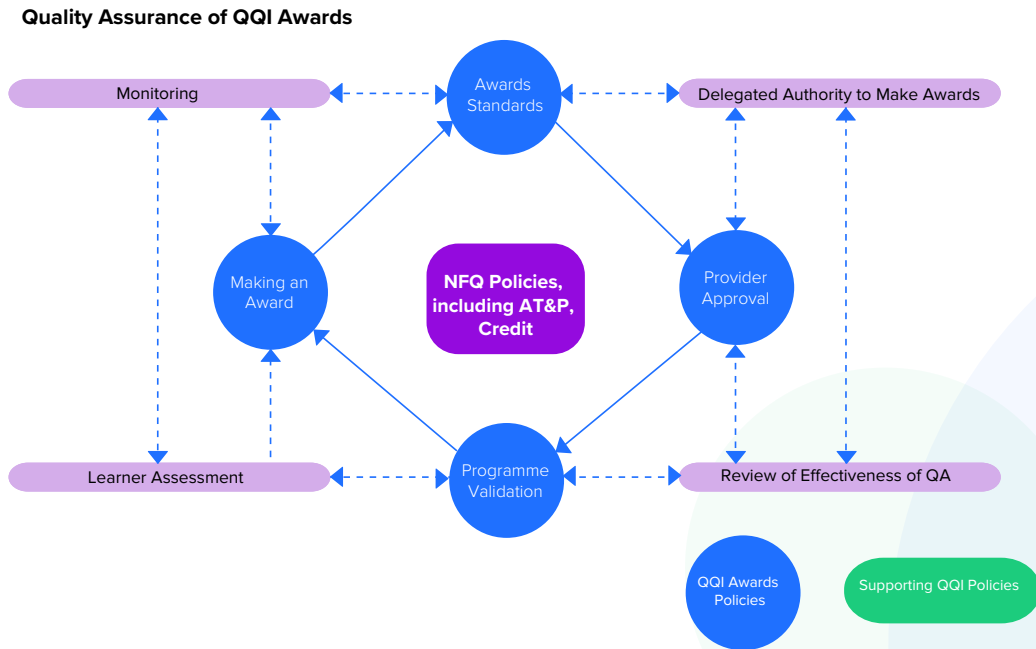 Quality Assurance of QQI Awards
Monitoring
Awards
Standards
Delegated Authority to Make Awards
Making an
Award
NFQ Policies,
including AT&P,
Credit
Provider
Approval
Learner Assessment
Programme
Validation
Review of Effectiveness of QA
QQI Awards
Policies
Supporting QQI Policies